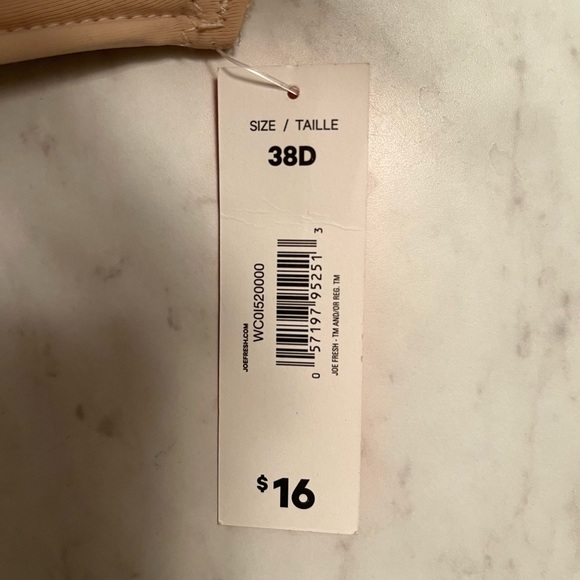 SIZE / TAILLE
38D
JOEFRESH.COM
WC0I520000
0 57197 95251 3
JOE FRESH - TM AND/OR REG. TM
$16